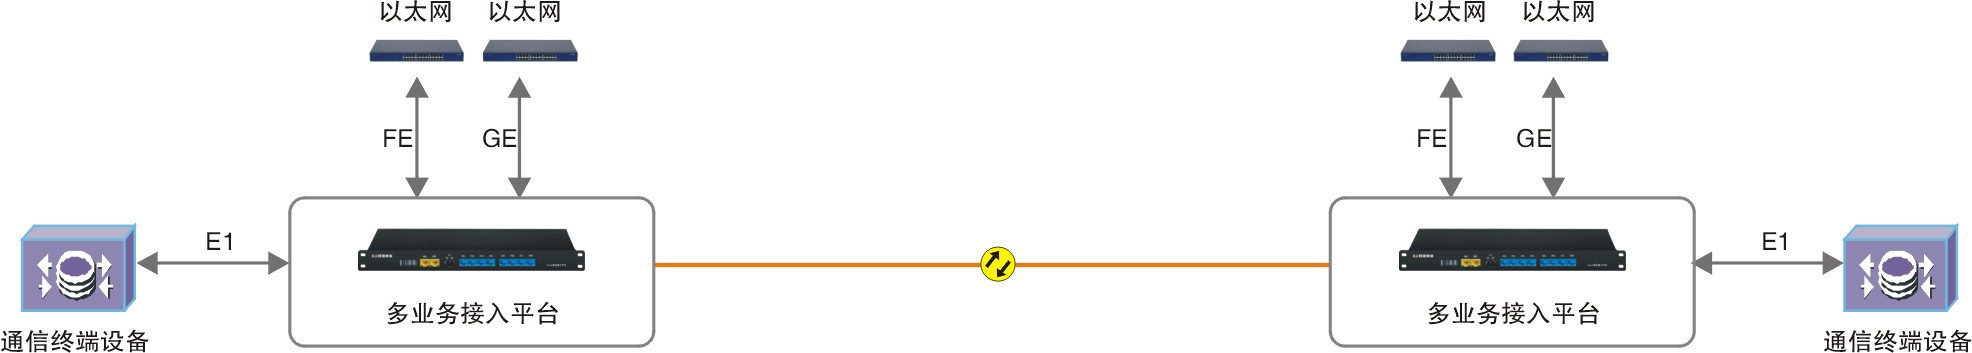 以太网 以太网 以太网 以太网
FE GE FE GE
E1 E1
多业务接入平台 多业务接入平台
通信终端设备 通信终端设备